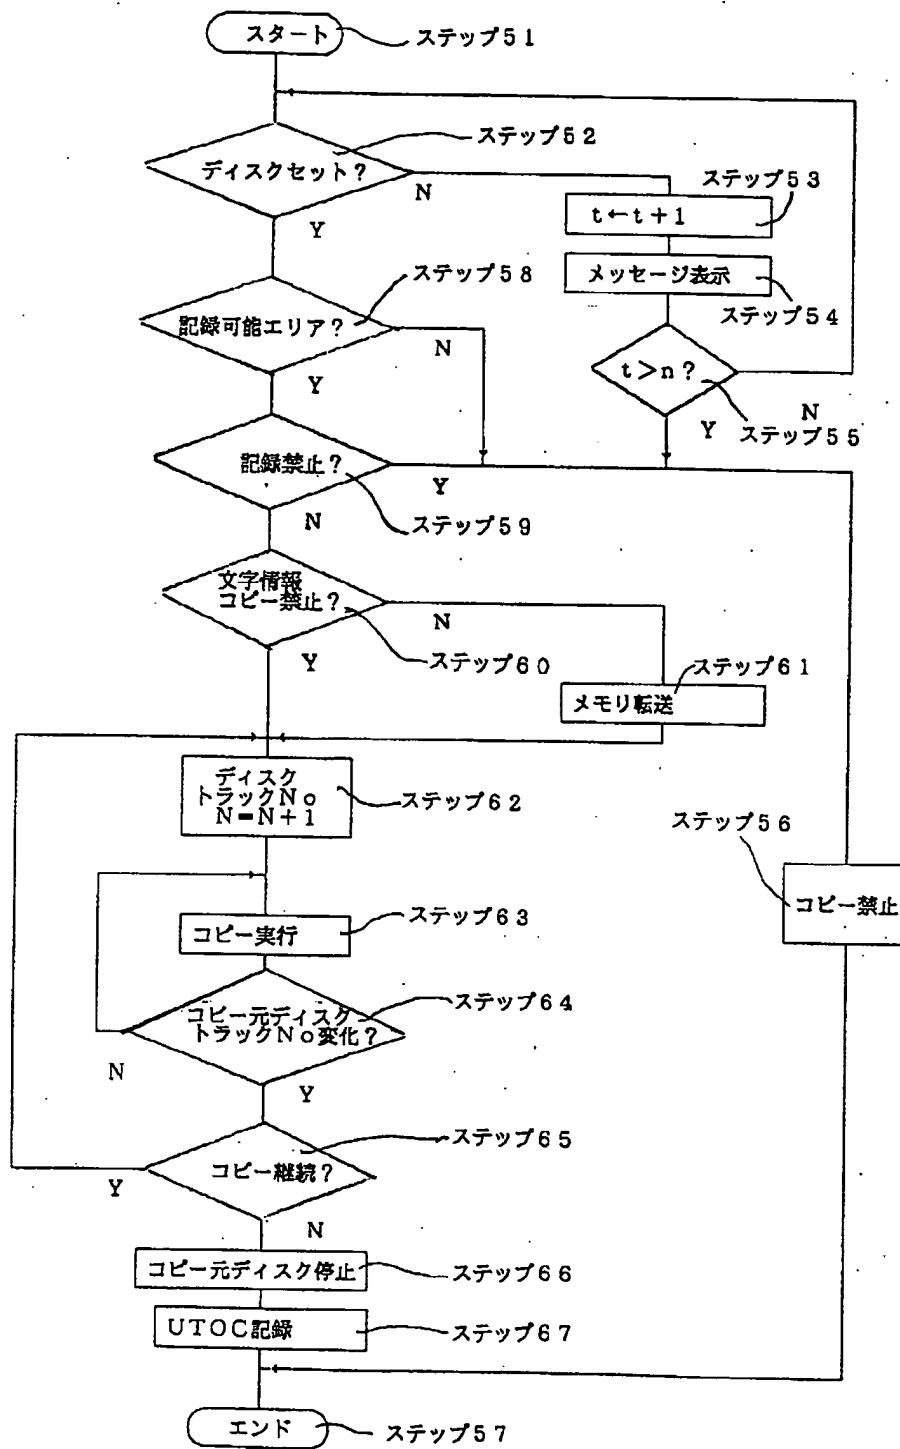 スタート
ステップ51
ステップ52
ディスクセット?
N
Y
ステップ53
t←t+1
メッセージ表示
ステップ54
ステップ58
記録可能エリア?
N
Y
t>n?
N
Y
ステップ55
記録禁止?
Y
N
ステップ59
文字情報
コピー禁止?
N
Y
ステップ60
ステップ61
メモリ転送
ディスク
トラックNo
N=N+1
ステップ62
ステップ56
コピー禁止
ステップ63
コピー実行
ステップ64
コピー元ディスク
トラックNo変化?
N
Y
ステップ65
コピー継続?
Y
N
コピー元ディスク停止
ステップ66
UTOC記録
ステップ67
エンド
ステップ57